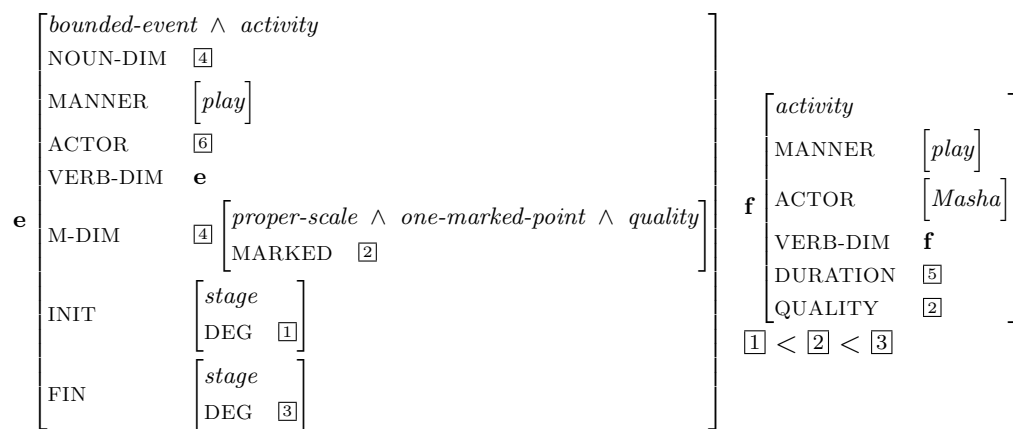 e
bounded-event ∧ activity
NOUN-DIM 4
MANNER [play]
ACTOR 6
VERB-DIM e
M-DIM 4 [proper-scale ∧ one-marked-point ∧ quality
MARKED 2]
INIT [stage
DEG 1]
FIN [stage
DEG 3]
f
activity
MANNER [play]
ACTOR [Masha]
VERB-DIM f
DURATION 5
QUALITY 2
1 < 2 < 3